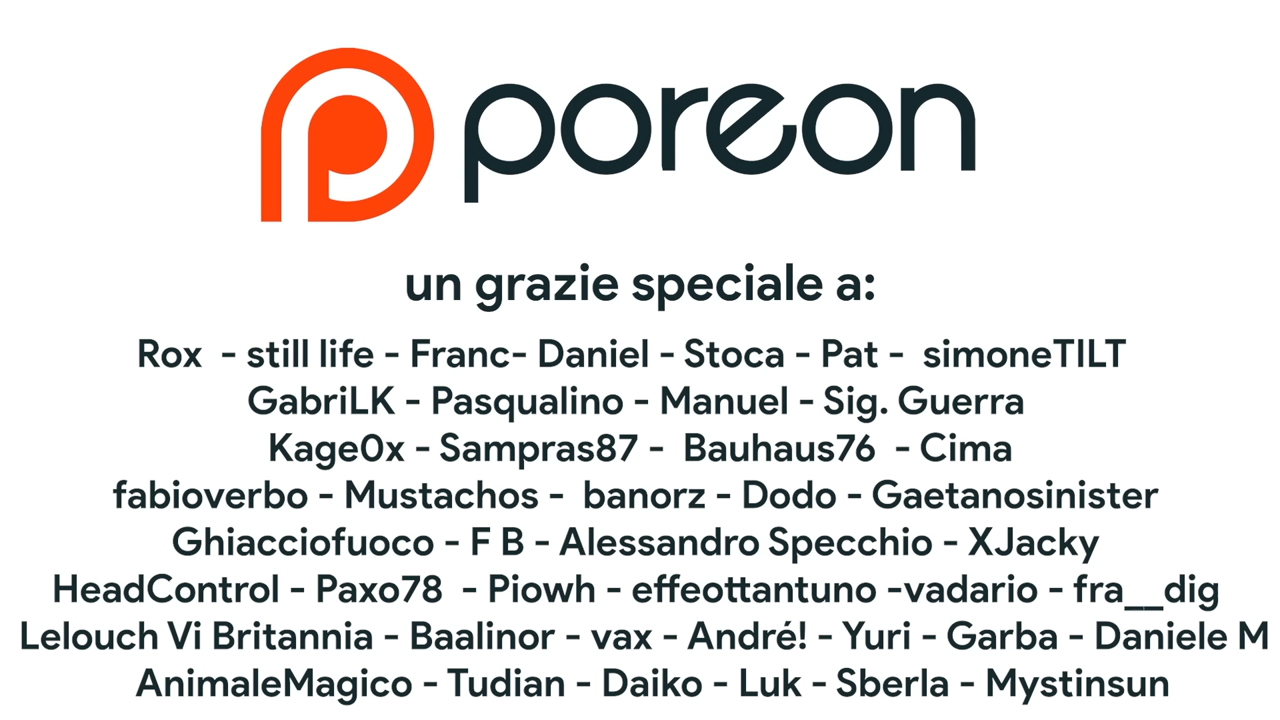 poreon
un grazie speciale a:
Rox - still life - Franc- Daniel - Stoca - Pat - simoneTILT
GabriLK - Pasqualino - Manuel - Sig. Guerra
Kage0x - Sampras87 - Bauhaus76 - Cima
fabioverbo - Mustachos - banorz - Dodo - Gaetanosinister
Ghiacciofuoco - F B - Alessandro Specchio - XJacky
HeadControl - Paxo78 - Piowh - effeottantuno -vadario - fra__dig
Lelouch Vi Britannia - Baalinor - vax - André! - Yuri - Garba - Daniele M
AnimaleMagico - Tudian - Daiko - Luk - Sberla - Mystinsun